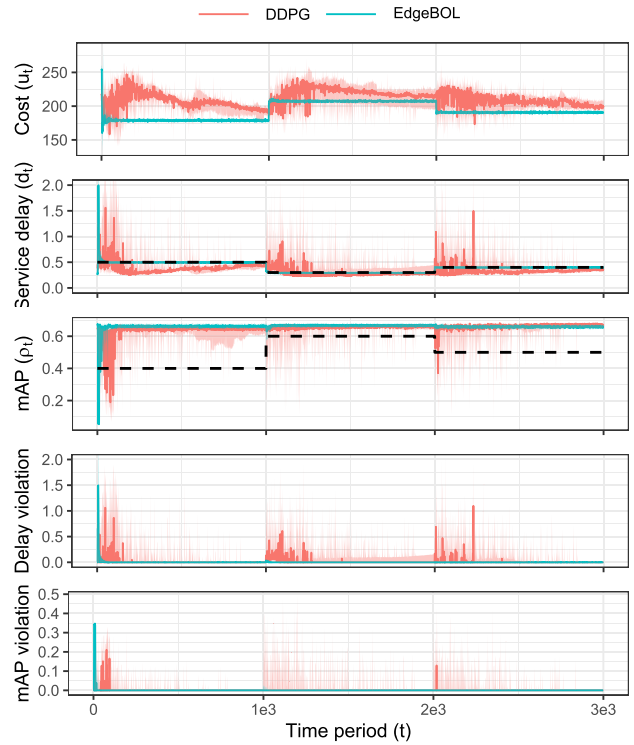 DDPG EdgeBOL
Cost (uₜ)
250
200
150
Service delay (dₜ)
2.0
1.5
1.0
0.5
0.0
mAP (ρₜ)
0.6
0.4
0.2
Delay violation
2.0
1.5
1.0
0.5
0.0
mAP violation
0.5
0.4
0.3
0.2
0.1
0.0
0 1e3 2e3 3e3
Time period (t)